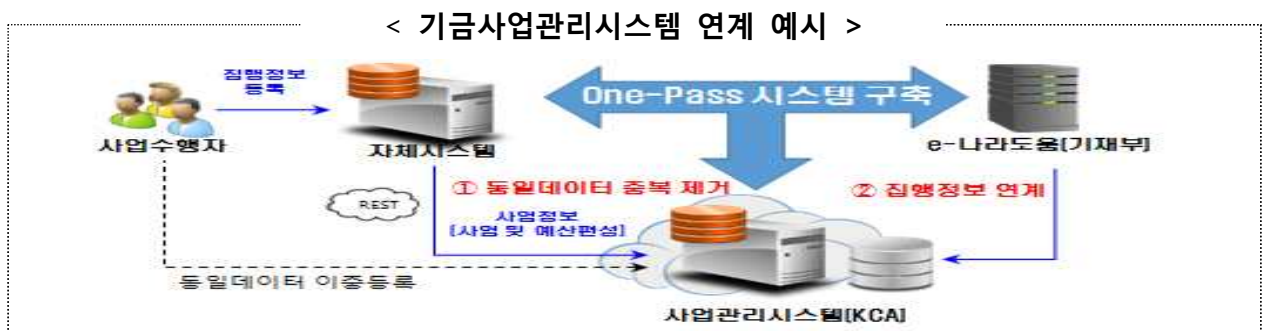 < 기금사업관리시스템 연계 예시 >
집행정보
등록
One-Pass 시스템 구축
사업수행자
자체시스템
e-나라도움[기재부]
REST
① 동일데이터 중복 제거
② 집행정보 연계
사업정보
[사업 및 예산편성]
동일데이터 이중등록
사업관리시스템[KCA]